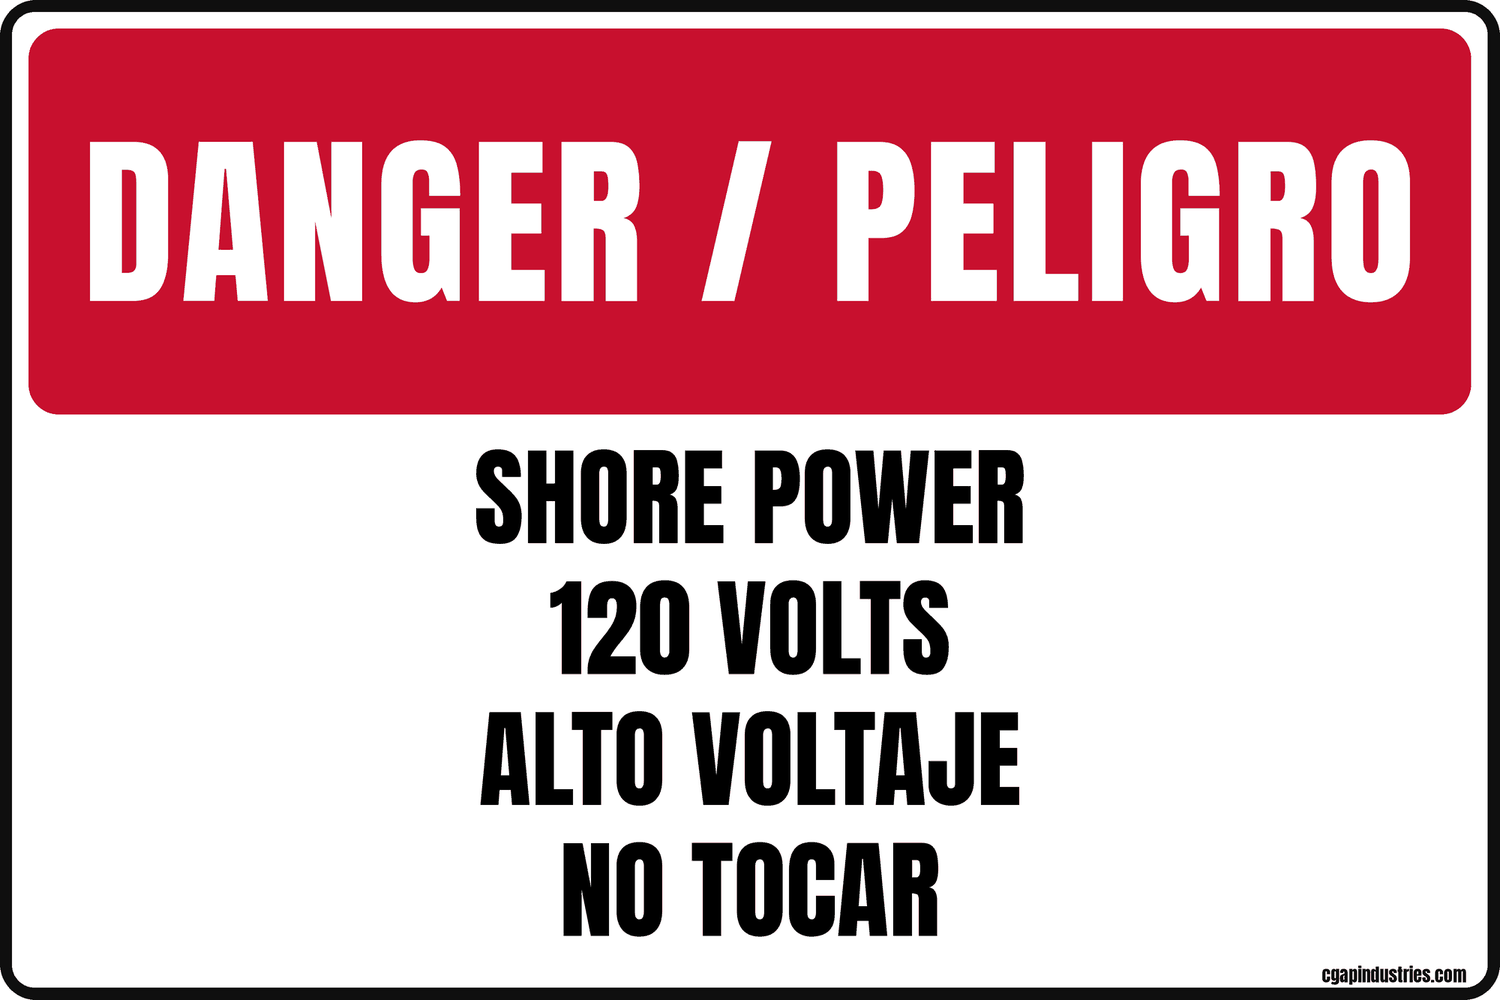 DANGER / PELIGRO
SHORE POWER
120 VOLTS
ALTO VOLTAJE
NO TOCAR
cgapindustries.com